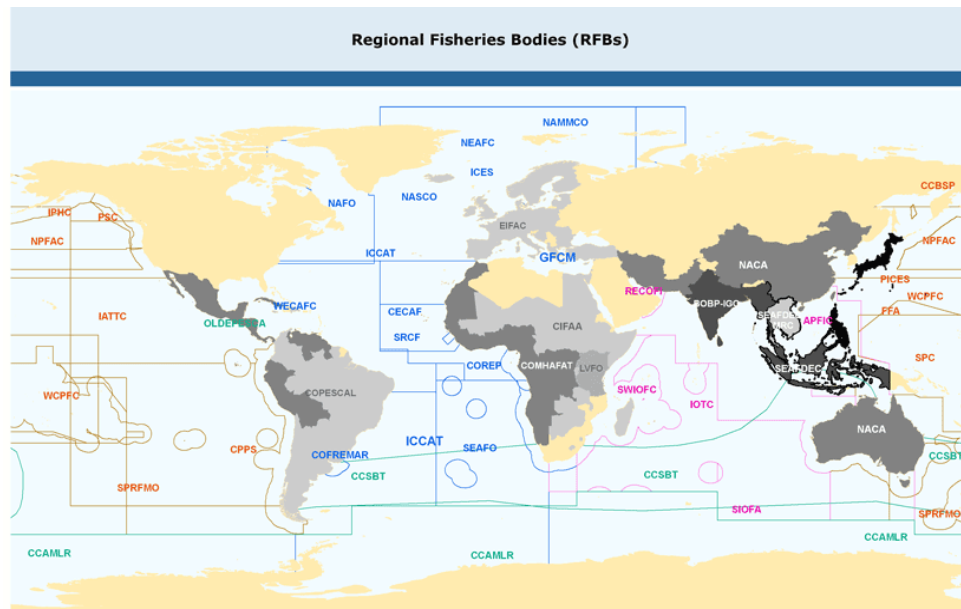 Regional Fisheries Bodies (RFBs)
NAMMCO
NEAFC
ICES
CCBSP
NASCO
NAFO
IPHC
PSC
EIFAC
NPFAC
NPFAC
ICCAT
GFCM
NACA
PICES
RECOFI
BOBP-IGO
WCPFC
WECAFC
CECAF
FFA
IATTC
APFIC
CIFAA
SRCF
SPC
COREP
COMHAFAT
LVFO
SEAFDEC
WCPFC
COPESCAL
SWIOFC
IOTC
NACA
ICCAT
CPPS
SEAFO
COFREMAR
CCSBT
CCSBT
CCSBT
SPRFMO
SIOFA
SPRFMO
CCAMLR
CCAMLR
CCAMLR